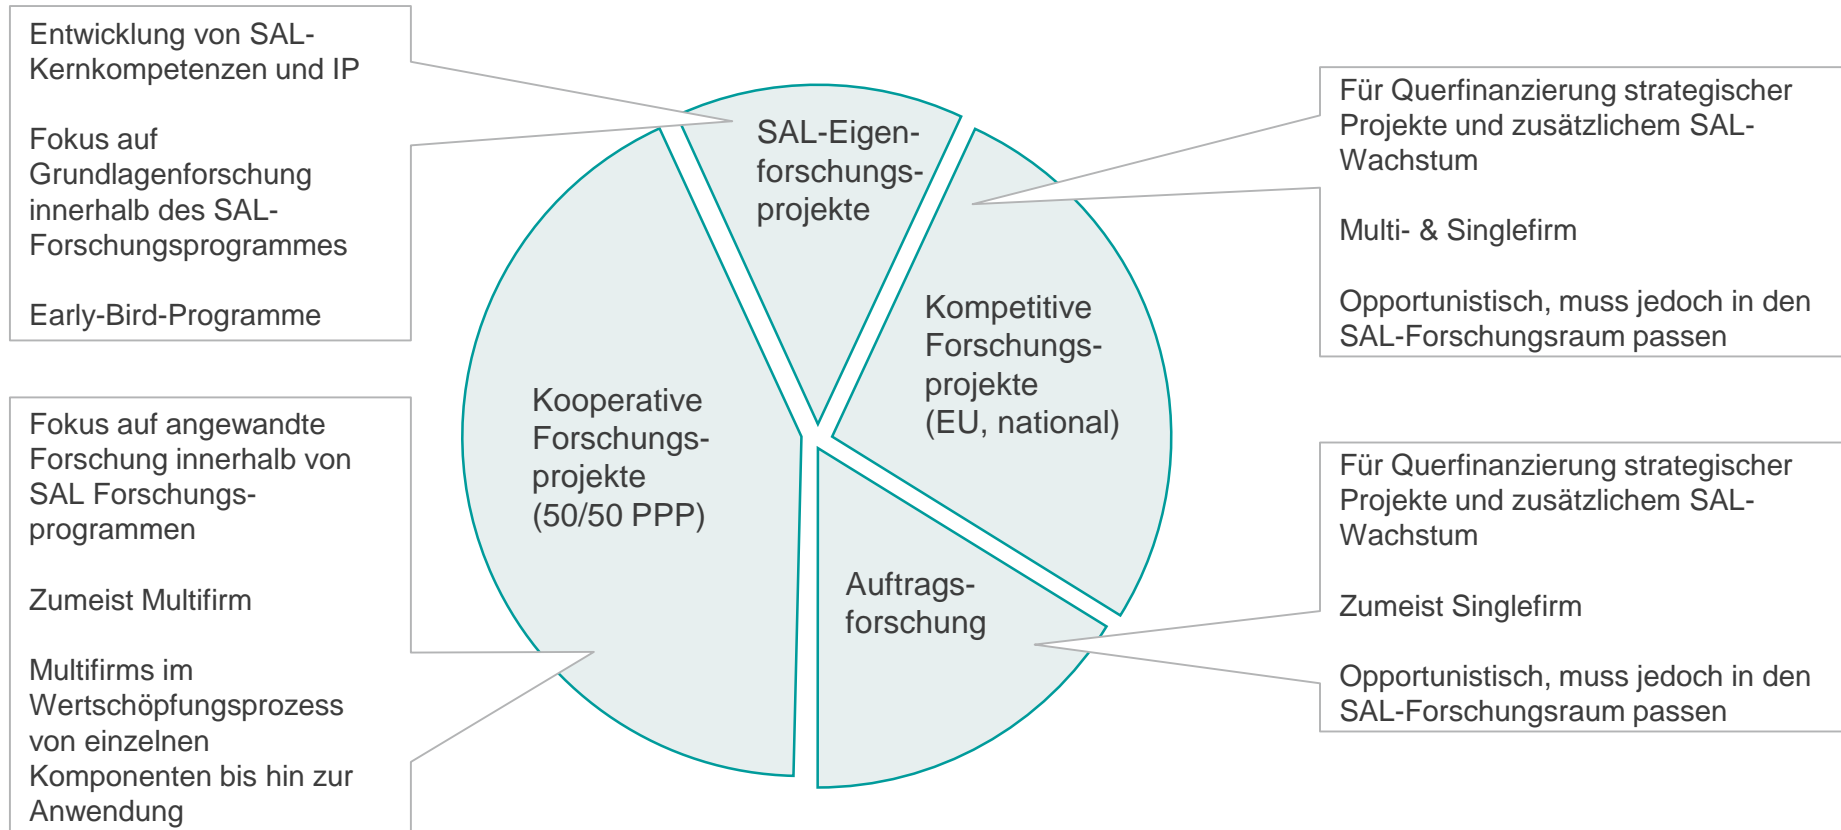 Entwicklung von SAL-
Kernkompetenzen und IP
Fokus auf
Grundlagenforschung
innerhalb des SAL-
Forschungsprogrammes
Early-Bird-Programme
SAL-Eigen-
forschungs-
projekte
Für Querfinanzierung strategischer
Projekte und zusätzlichem SAL-
Wachstum
Multi- & Singlefirm
Opportunistisch, muss jedoch in den
SAL-Forschungsraum passen
Kompetitive
Forschungs-
projekte
(EU, national)
Kooperative
Forschungs-
projekte
(50/50 PPP)
Fokus auf angewandte
Forschung innerhalb von
SAL Forschungs-
programmen
Zumeist Multifirm
Multifirms im
Wertschöpfungsprozess
von einzelnen
Komponenten bis hin zur
Anwendung
Auftrags-
forschung
Für Querfinanzierung strategischer
Projekte und zusätzlichem SAL-
Wachstum
Zumeist Singlefirm
Opportunistisch, muss jedoch in den
SAL-Forschungsraum passen